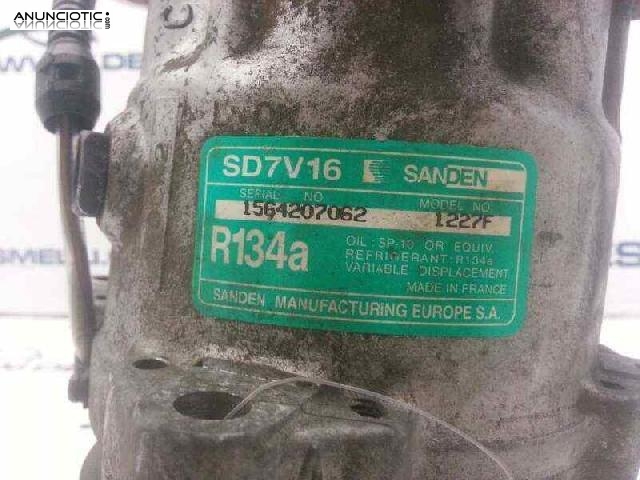 ANUNCIOTIC
.com
C
SD7V16 SANDEN
SERIAL NO. MODEL NO.
1564207062 1227F
R134a
OIL : SP-10 OR EQUIV.
REFRIGERANT : R134a
VARIABLE DISPLACEMENT
MADE IN FRANCE
SANDEN MANUFACTURING EUROPE S.A.